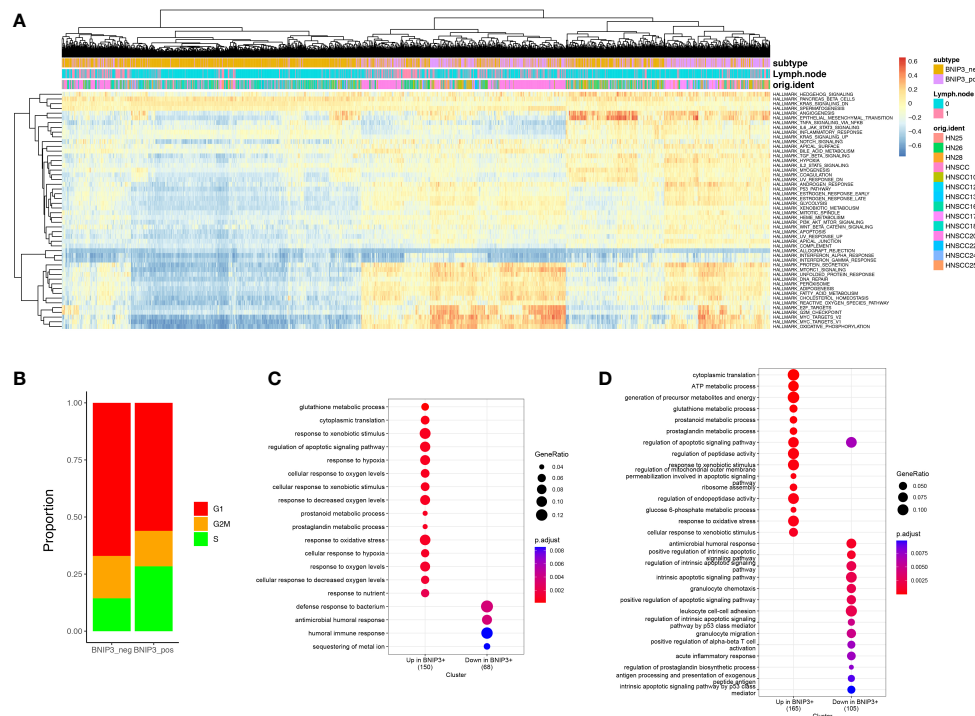 A
subtype
Lymph.node
orig.ident
HALLMARK_HEDGEHOG_SIGNALING
HALLMARK_PANCREAS_BETA_CELLS
HALLMARK_KRAS_SIGNALING_DN
HALLMARK_SPERMATOGENESIS
HALLMARK_ANGIOGENESIS
HALLMARK_EPITHELIAL_MESENCHYMAL_TRANSITION
HALLMARK_TNFA_SIGNALING_VIA_NFKB
HALLMARK_IL6_JAK_STAT3_SIGNALING
HALLMARK_INFLAMMATORY_RESPONSE
HALLMARK_KRAS_SIGNALING_UP
HALLMARK_NOTCH_SIGNALING
HALLMARK_APICAL_SURFACE
HALLMARK_BILE_ACID_METABOLISM
HALLMARK_TGF_BETA_SIGNALING
HALLMARK_HYPOXIA
HALLMARK_IL2_STAT5_SIGNALING
HALLMARK_MYOGENESIS
HALLMARK_COAGULATION
HALLMARK_UV_RESPONSE_DN
HALLMARK_ANDROGEN_RESPONSE
HALLMARK_P53_PATHWAY
HALLMARK_ESTROGEN_RESPONSE_EARLY
HALLMARK_ESTROGEN_RESPONSE_LATE
HALLMARK_GLYCOLYSIS
HALLMARK_XENOBIOTIC_METABOLISM
HALLMARK_MITOTIC_SPINDLE
HALLMARK_HEME_METABOLISM
HALLMARK_PI3K_AKT_MTOR_SIGNALING
HALLMARK_WNT_BETA_CATENIN_SIGNALING
HALLMARK_APOPTOSIS
HALLMARK_UV_RESPONSE_UP
HALLMARK_APICAL_JUNCTION
HALLMARK_COMPLEMENT
HALLMARK_ALLOGRAFT_REJECTION
HALLMARK_INTERFERON_ALPHA_RESPONSE
HALLMARK_INTERFERON_GAMMA_RESPONSE
HALLMARK_PROTEIN_SECRETION
HALLMARK_MTORC1_SIGNALING
HALLMARK_UNFOLDED_PROTEIN_RESPONSE
HALLMARK_DNA_REPAIR
HALLMARK_PEROXISOME
HALLMARK_ADIPOGENESIS
HALLMARK_FATTY_ACID_METABOLISM
HALLMARK_CHOLESTEROL_HOMEOSTASIS
HALLMARK_REACTIVE_OXYGEN_SPECIES_PATHWAY
HALLMARK_E2F_TARGETS
HALLMARK_G2M_CHECKPOINT
HALLMARK_MYC_TARGETS_V2
HALLMARK_MYC_TARGETS_V1
HALLMARK_OXIDATIVE_PHOSPHORYLATION
0.6
0.4
0.2
0
-0.2
-0.4
-0.6
subtype
BNIP3_ne
BNIP3_po
Lymph.node
0
1
orig.ident
HN25
HN26
HN28
HNSCC
HNSCC10
HNSCC12
HNSCC13
HNSCC16
HNSCC17
HNSCC18
HNSCC20
HNSCC22
HNSCC24
HNSCC25
B
Proportion
1.00
0.75
0.50
0.25
0.00
BNIP3_neg
BNIP3_pos
G1
G2M
S
C
glutathione metabolic process
cytoplasmic translation
response to xenobiotic stimulus
regulation of apoptotic signaling pathway
response to hypoxia
cellular response to oxygen levels
cellular response to xenobiotic stimulus
response to decreased oxygen levels
prostanoid metabolic process
prostaglandin metabolic process
response to oxidative stress
cellular response to hypoxia
response to oxygen levels
cellular response to decreased oxygen levels
response to nutrient
defense response to bacterium
antimicrobial humoral response
humoral immune response
sequestering of metal ion
Up in BNIP3+
(150)
Down in BNIP3+
(68)
Cluster
GeneRatio
0.04
0.06
0.08
0.10
0.12
p.adjust
0.008
0.006
0.004
0.002
D
cytoplasmic translation
ATP metabolic process
generation of precursor metabolites and energy
glutathione metabolic process
prostanoid metabolic process
prostaglandin metabolic process
regulation of apoptotic signaling pathway
regulation of peptidase activity
response to xenobiotic stimulus
regulation of mitochondrial outer membrane
permeabilization involved in apoptotic signaling
pathway
ribosome assembly
regulation of endopeptidase activity
glucose 6-phosphate metabolic process
response to oxidative stress
cellular response to xenobiotic stimulus
antimicrobial humoral response
positive regulation of intrinsic apoptotic
signaling pathway
regulation of intrinsic apoptotic signaling
pathway
intrinsic apoptotic signaling pathway
granulocyte chemotaxis
positive regulation of apoptotic signaling pathway
leukocyte cell-cell adhesion
regulation of intrinsic apoptotic signaling
pathway by p53 class mediator
granulocyte migration
positive regulation of alpha-beta T cell
activation
acute inflammatory response
regulation of prostaglandin biosynthetic process
antigen processing and presentation of exogenous
peptide antigen
intrinsic apoptotic signaling pathway by p53 class
mediator
Up in BNIP3+
(165)
Down in BNIP3+
(105)
Cluster
GeneRatio
0.050
0.075
0.100
p.adjust
0.0075
0.0050
0.0025